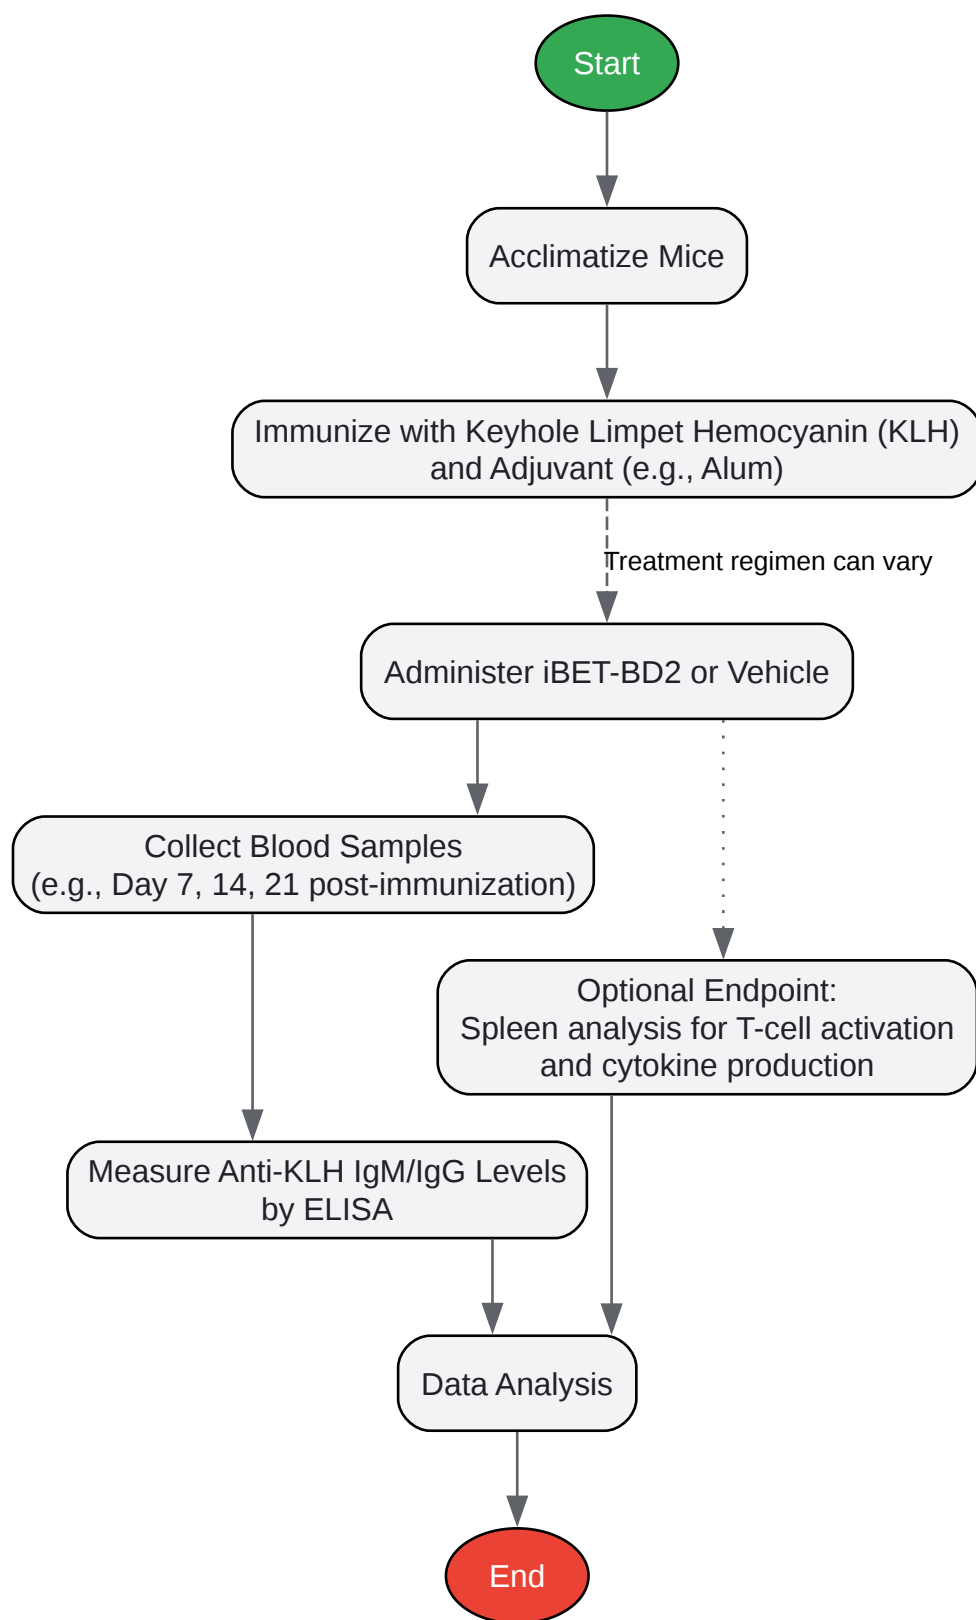 Start
Acclimatize Mice
Immunize with Keyhole Limpet Hemocyanin (KLH)
and Adjuvant (e.g., Alum)
Treatment regimen can vary
Administer iBET-BD2 or Vehicle
Collect Blood Samples
(e.g., Day 7, 14, 21 post-immunization)
Optional Endpoint:
Spleen analysis for T-cell activation
and cytokine production
Measure Anti-KLH IgM/IgG Levels
by ELISA
Data Analysis
End